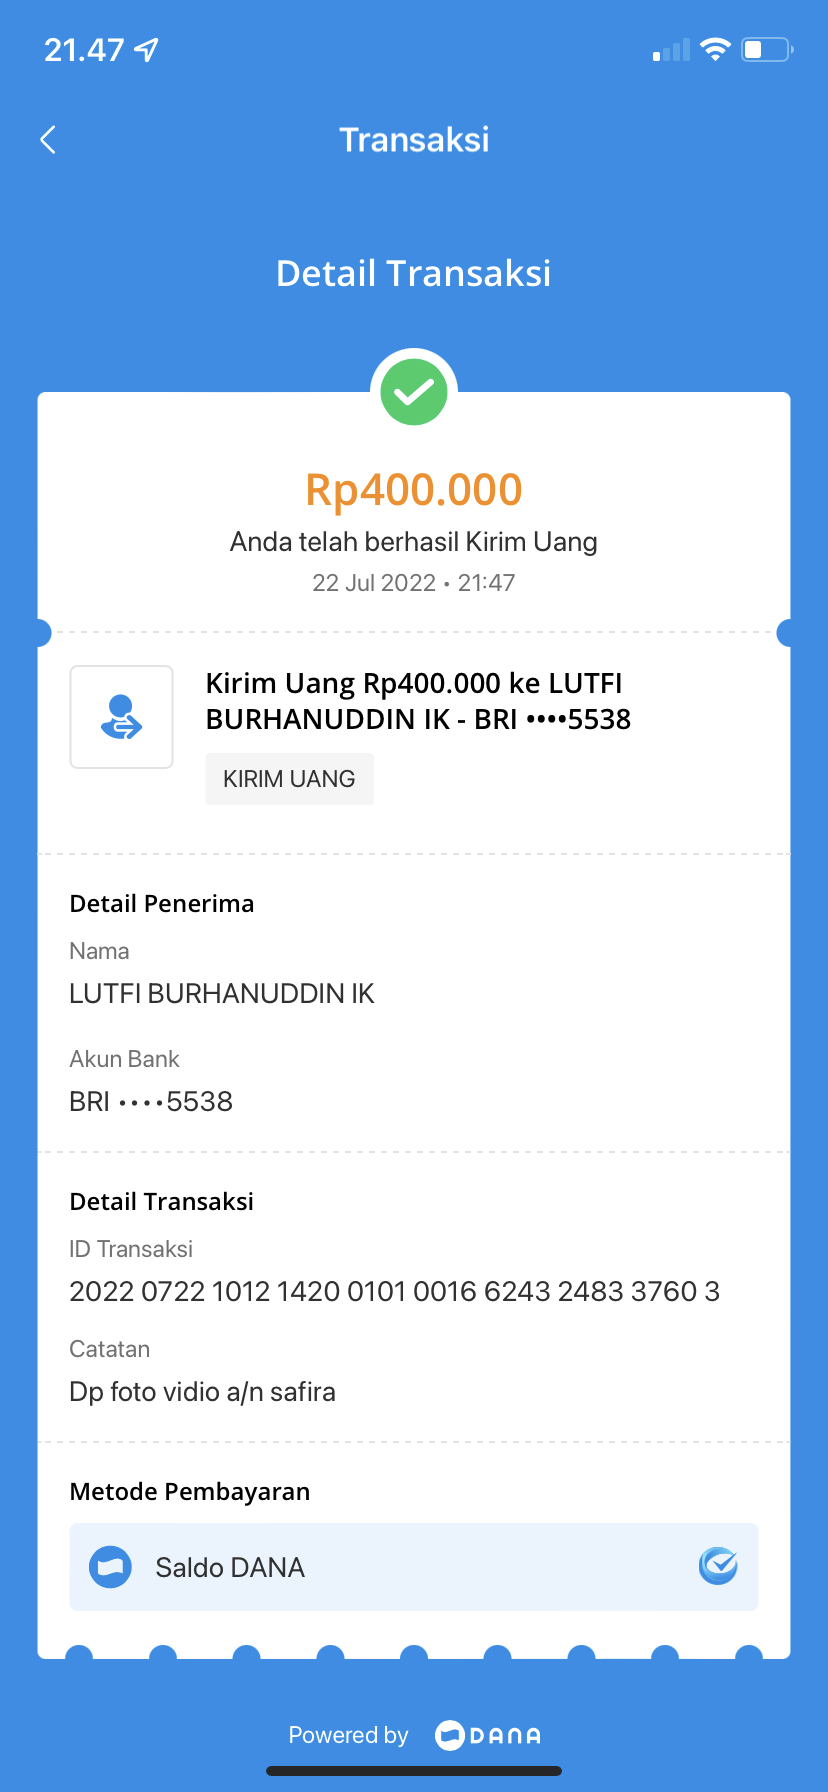 21.47
Transaksi
Detail Transaksi
Rp400.000
Anda telah berhasil Kirim Uang
22 Jul 2022 • 21:47
Kirim Uang Rp400.000 ke LUTFI
BURHANUDDIN IK - BRI ••••5538
KIRIM UANG
Detail Penerima
Nama
LUTFI BURHANUDDIN IK
Akun Bank
BRI ••••5538
Detail Transaksi
ID Transaksi
2022 0722 1012 1420 0101 0016 6243 2483 3760 3
Catatan
Dp foto vidio a/n safira
Metode Pembayaran
Saldo DANA
Powered by DANA